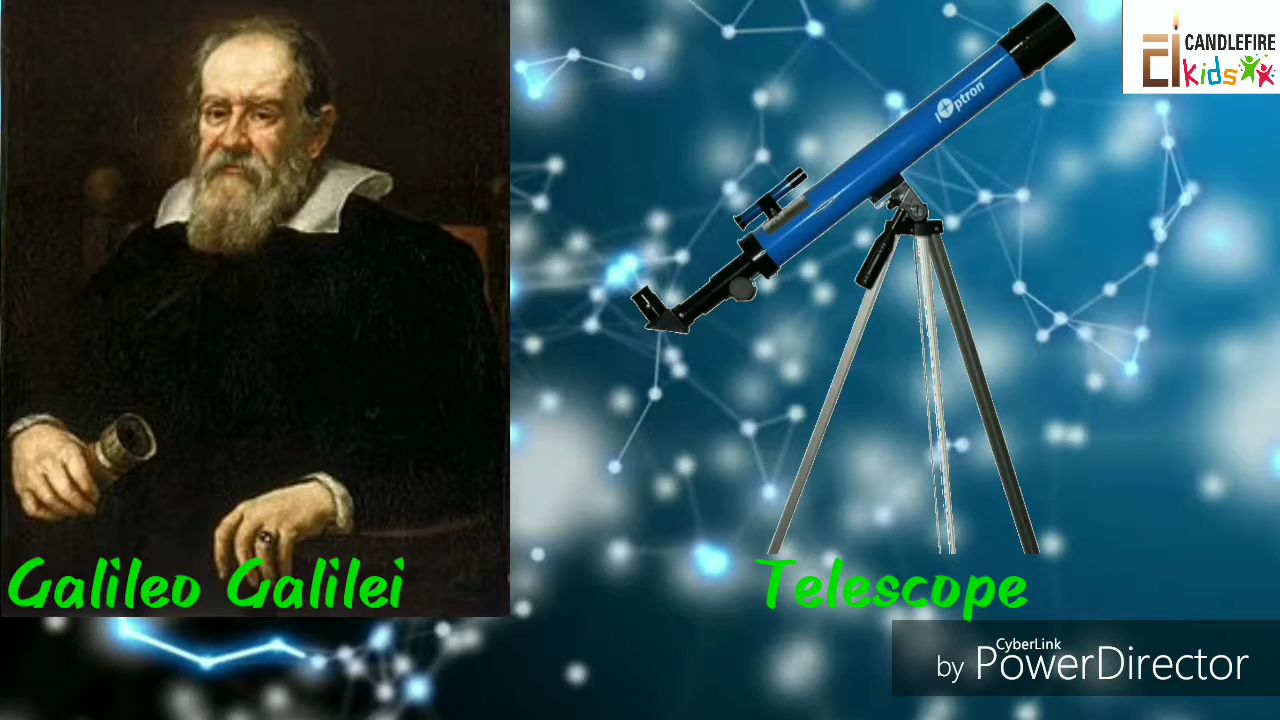 CANDLEFIRE
kids
iOptron
Galileo Galilei
Telescope
CyberLink
by PowerDirector